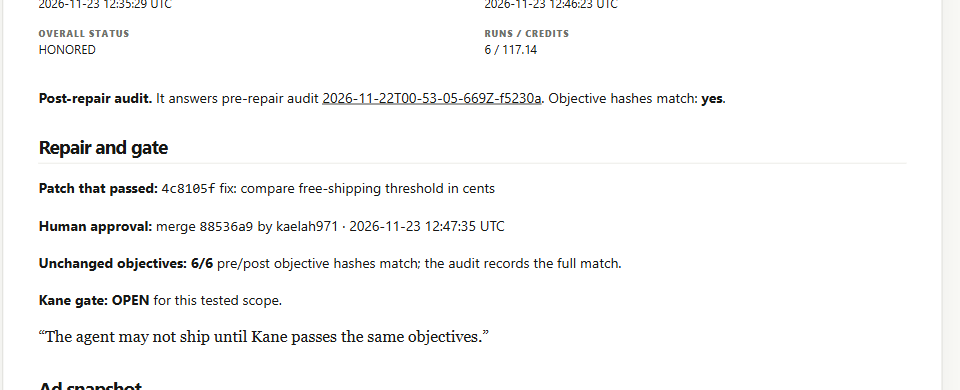 2026-11-23 12:35:29 UTC
2026-11-23 12:46:23 UTC
OVERALL STATUS
HONORED
RUNS / CREDITS
6 / 117.14
Post-repair audit. It answers pre-repair audit 2026-11-22T00-53-05-669Z-f5230a. Objective hashes match: yes.
Repair and gate
Patch that passed: 4c8105f fix: compare free-shipping threshold in cents
Human approval: merge 88536a9 by kaelah971 · 2026-11-23 12:47:35 UTC
Unchanged objectives: 6/6 pre/post objective hashes match; the audit records the full match.
Kane gate: OPEN for this tested scope.
“The agent may not ship until Kane passes the same objectives.”
Ad snapshot